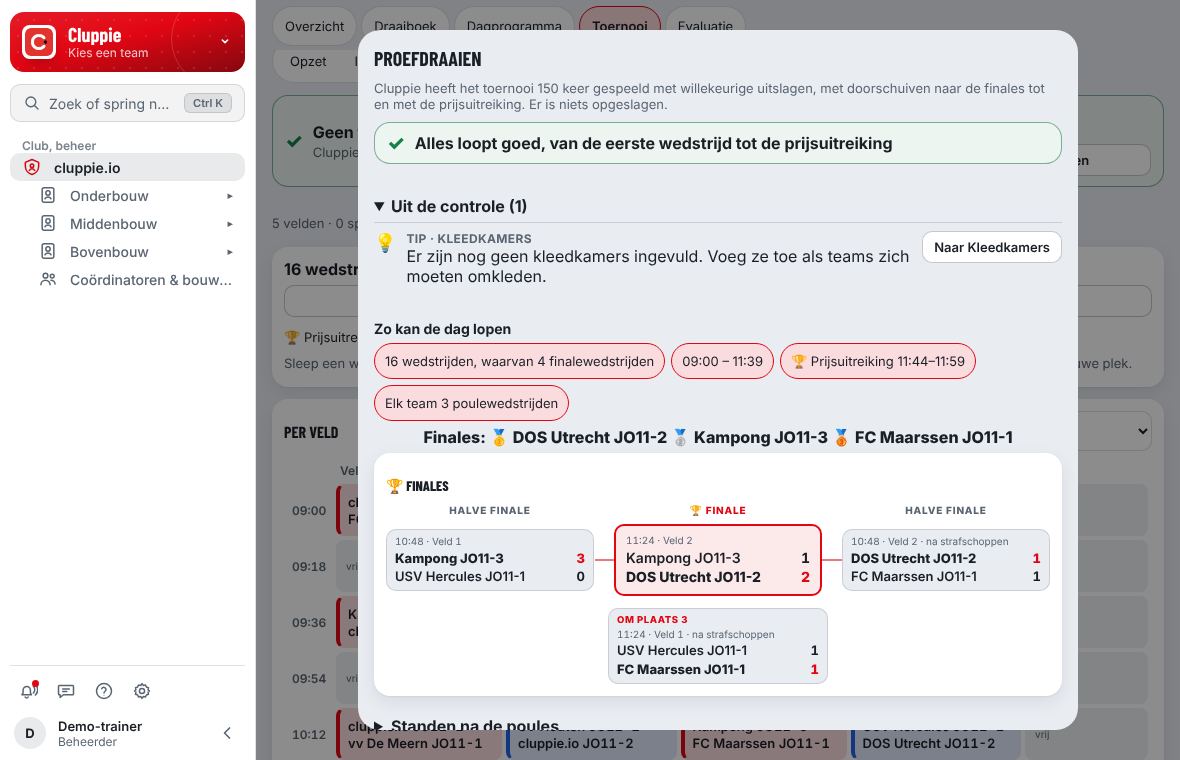 Cluppie
Kies een team
Zoek of spring n...
Ctrl K
Club, beheer
cluppie.io
Onderbouw
Middenbouw
Bovenbouw
Coördinatoren & bouw...
D
Demo-trainer
Beheerder
Overzicht
Draaiboek
Dagprogramma
Toernooi
Evaluatie
Opzet
Geen
Cluppie
en
5 velden · 0 sp
16 wedstr
🏆 Prijsuitre
Sleep een w
uwe plek.
PER VELD
Vel
09:00
09:18
vrij
09:36
09:54
vrij
10:12
vv De Meern JO11-1
cluppie.io JO11-2
FC Maarssen JO11-1
DOS Utrecht JO11-2
vrij
PROEFDRAAIEN
Cluppie heeft het toernooi 150 keer gespeeld met willekeurige uitslagen, met doorschuiven naar de finales tot
en met de prijsuitreiking. Er is niets opgeslagen.
Alles loopt goed, van de eerste wedstrijd tot de prijsuitreiking
Uit de controle (1)
TIP · KLEEDKAMERS
Er zijn nog geen kleedkamers ingevuld. Voeg ze toe als teams zich
moeten omkleden.
Naar Kleedkamers
Zo kan de dag lopen
16 wedstrijden, waarvan 4 finalewedstrijden
09:00 – 11:39
🏆 Prijsuitreiking 11:44–11:59
Elk team 3 poulewedstrijden
Finales: 🥇 DOS Utrecht JO11-2 🥈 Kampong JO11-3 🥉 FC Maarssen JO11-1
🏆 FINALES
HALVE FINALE
🏆 FINALE
HALVE FINALE
10:48 · Veld 1
Kampong JO11-3 3
USV Hercules JO11-1 0
11:24 · Veld 2
Kampong JO11-3 1
DOS Utrecht JO11-2 2
10:48 · Veld 2 · na strafschoppen
DOS Utrecht JO11-2 1
FC Maarssen JO11-1 1
OM PLAATS 3
11:24 · Veld 1 · na strafschoppen
USV Hercules JO11-1 1
FC Maarssen JO11-1 1
Standen na de poules